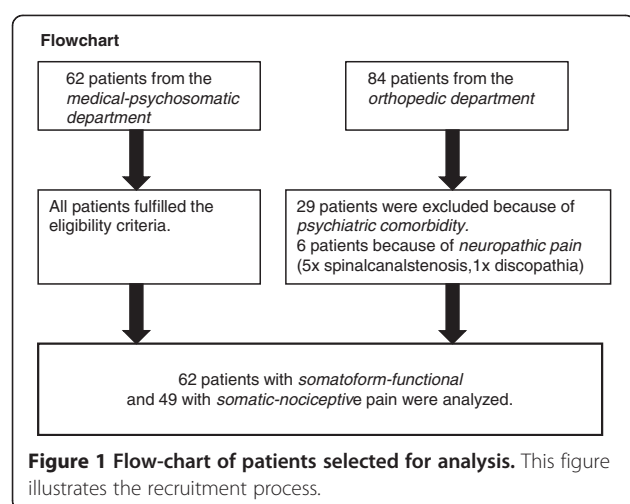 Flowchart
62 patients from the
medical-psychosomatic
department
84 patients from the
orthopedic department
All patients fulfilled the
eligibility criteria.
29 patients were excluded because of
psychiatric comorbidity.
6 patients because of neuropathic pain
(5x spinalcanalstenosis,1x discopathia)
62 patients with somatoform-functional
and 49 with somatic-nociceptive pain were analyzed.
Figure 1 Flow-chart of patients selected for analysis. This figure
illustrates the recruitment process.